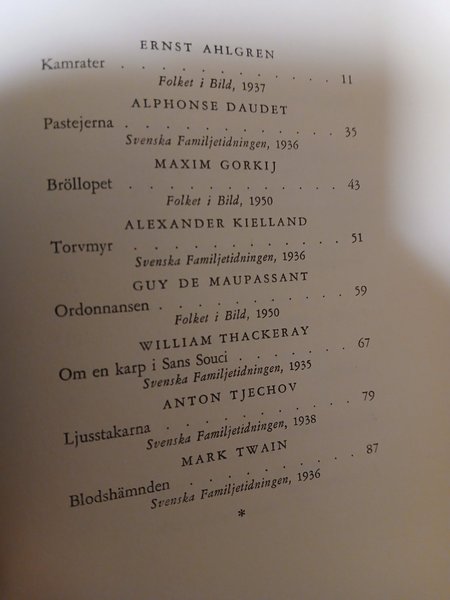 ERNST AHLGREN
Kamrater . . . . . . . . . . . 11
Folket i Bild, 1937
ALPHONSE DAUDET
Pastejerna . . . . . . . . . . . 35
Svenska Familjetidningen, 1936
MAXIM GORKIJ
Bröllopet . . . . . . . . . . . 43
Folket i Bild, 1950
ALEXANDER KIELLAND
Torvmyr . . . . . . . . . . . 51
Svenska Familjetidningen, 1936
GUY DE MAUPASSANT
Ordonnansen . . . . . . . . . . 59
Folket i Bild, 1950
WILLIAM THACKERAY
Om en karp i Sans Souci . . . . . . 67
Svenska Familjetidningen, 1935
ANTON TJECHOV
Ljusstakarna . . . . . . . . . . 79
Svenska Familjetidningen, 1938
MARK TWAIN
Blodshämnden . . . . . . . . . 87
Svenska Familjetidningen, 1936
*